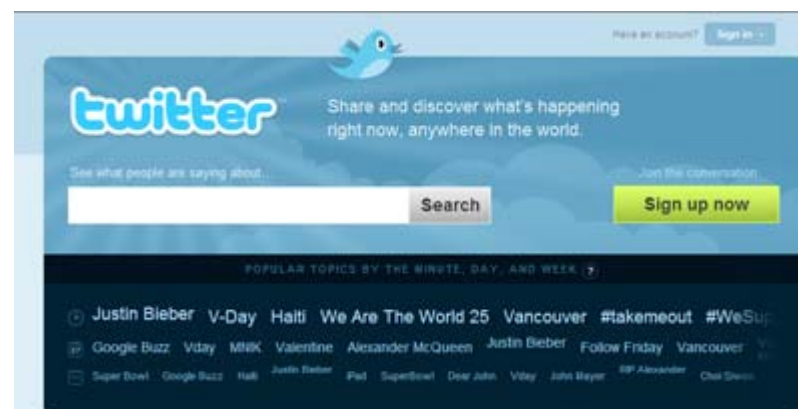 Have an account? Sign in
twitter
Share and discover what's happening
right now, anywhere in the world.
See what people are saying about...
Join the conversation
Search
Sign up now
POPULAR TOPICS BY THE MINUTE, DAY, AND WEEK ?
Justin Bieber V-Day Haiti We Are The World 25 Vancouver #takemeout #WeSup
Google Buzz Vday MNIK Valentine Alexander McQueen Justin Bieber Follow Friday Vancouver
Super Bowl Google Buzz Haiti Justin Bieber iPad SuperBowl Dear John Vday John Mayer RIP Alexander